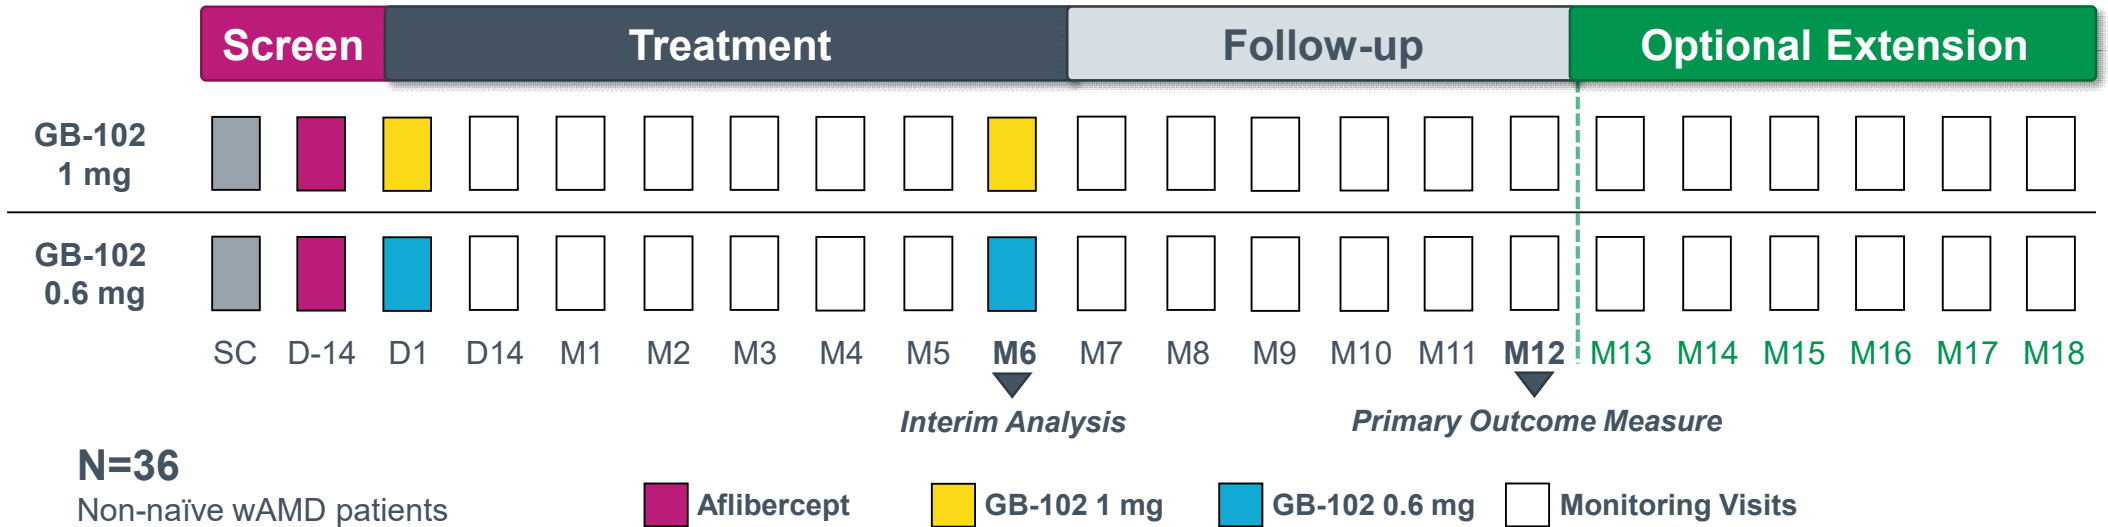 Screen Treatment Follow-up Optional Extension
GB-102
1 mg
GB-102
0.6 mg
SC D-14 D1 D14 M1 M2 M3 M4 M5 M6 M7 M8 M9 M10 M11 M12 M13 M14 M15 M16 M17 M18
Interim Analysis Primary Outcome Measure
N=36
Non-naïve wAMD patients
Aflibercept GB-102 1 mg GB-102 0.6 mg Monitoring Visits